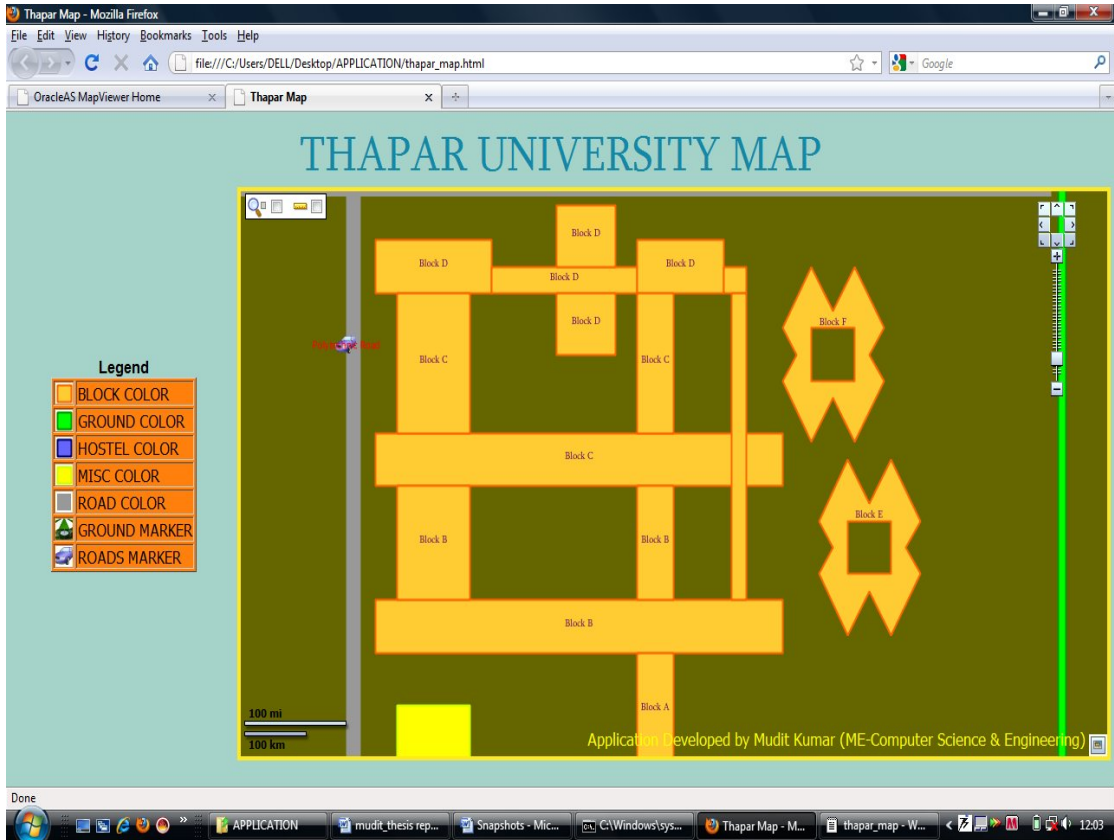 Thapar Map - Mozilla Firefox
File Edit View History Bookmarks Tools Help
file:///C:/Users/DELL/Desktop/APPLICATION/thapar_map.html
Google
OracleAS MapViewer Home
Thapar Map
THAPAR UNIVERSITY MAP
Block D
Block D
Block D
Block D
Block D
Block F
Block C
Block C
Block C
Block E
Block B
Block B
Block B
Block A
Legend
BLOCK COLOR
GROUND COLOR
HOSTEL COLOR
MISC COLOR
ROAD COLOR
GROUND MARKER
ROADS MARKER
100 mi
100 km
Application Developed by Mudit Kumar (ME-Computer Science & Engineering)
Done
APPLICATION
mudit_thesis rep...
Snapshots - Mic...
C:\Windows\sys...
Thapar Map - M...
thapar_map - W...
12:03